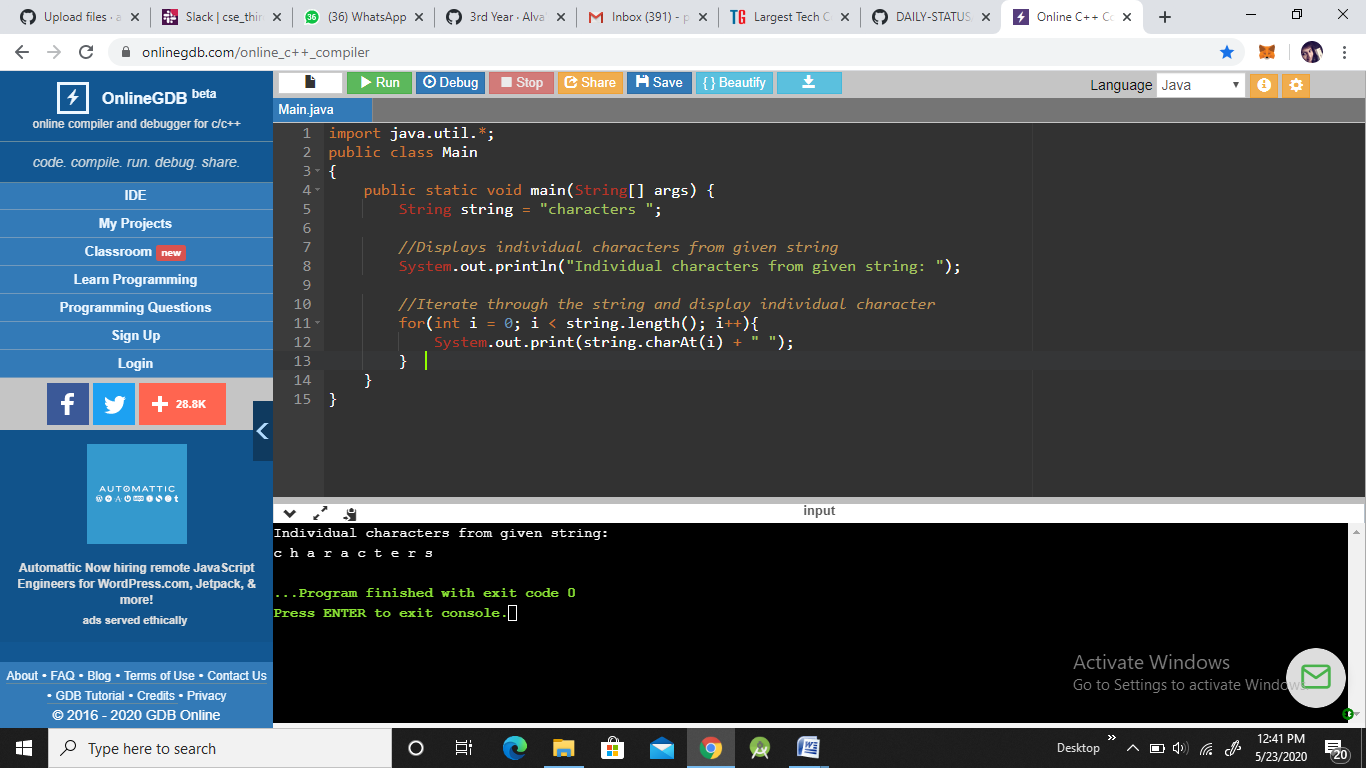 Upload files · a
Slack | cse_thir
(36) WhatsApp
3rd Year · Alva
Inbox (391) - p
Largest Tech C
DAILY-STATUS
Online C++ Co
onlinegdb.com/online_c++_compiler
OnlineGDB beta
online compiler and debugger for c/c++
code. compile. run. debug. share.
IDE
My Projects
Classroom new
Learn Programming
Programming Questions
Sign Up
Login
28.8K
AUTOMATTIC
Automattic Now hiring remote JavaScript
Engineers for WordPress.com, Jetpack, &
more!
ads served ethically
About • FAQ • Blog • Terms of Use • Contact Us
• GDB Tutorial • Credits • Privacy
© 2016 - 2020 GDB Online
Run Debug Stop Share Save { } Beautify
Language Java
Main.java
1 import java.util.*;
2 public class Main
3 {
4     public static void main(String[] args) {
5         String string = "characters ";
6
7         //Displays individual characters from given string
8         System.out.println("Individual characters from given string: ");
9
10         //Iterate through the string and display individual character
11         for(int i = 0; i < string.length(); i++){
12             System.out.print(string.charAt(i) + " ");
13         }
14     }
15 }
input
Individual characters from given string:
c h a r a c t e r s
...Program finished with exit code 0
Press ENTER to exit console.
Activate Windows
Go to Settings to activate Windows.
Type here to search
Desktop
12:41 PM
5/23/2020
20